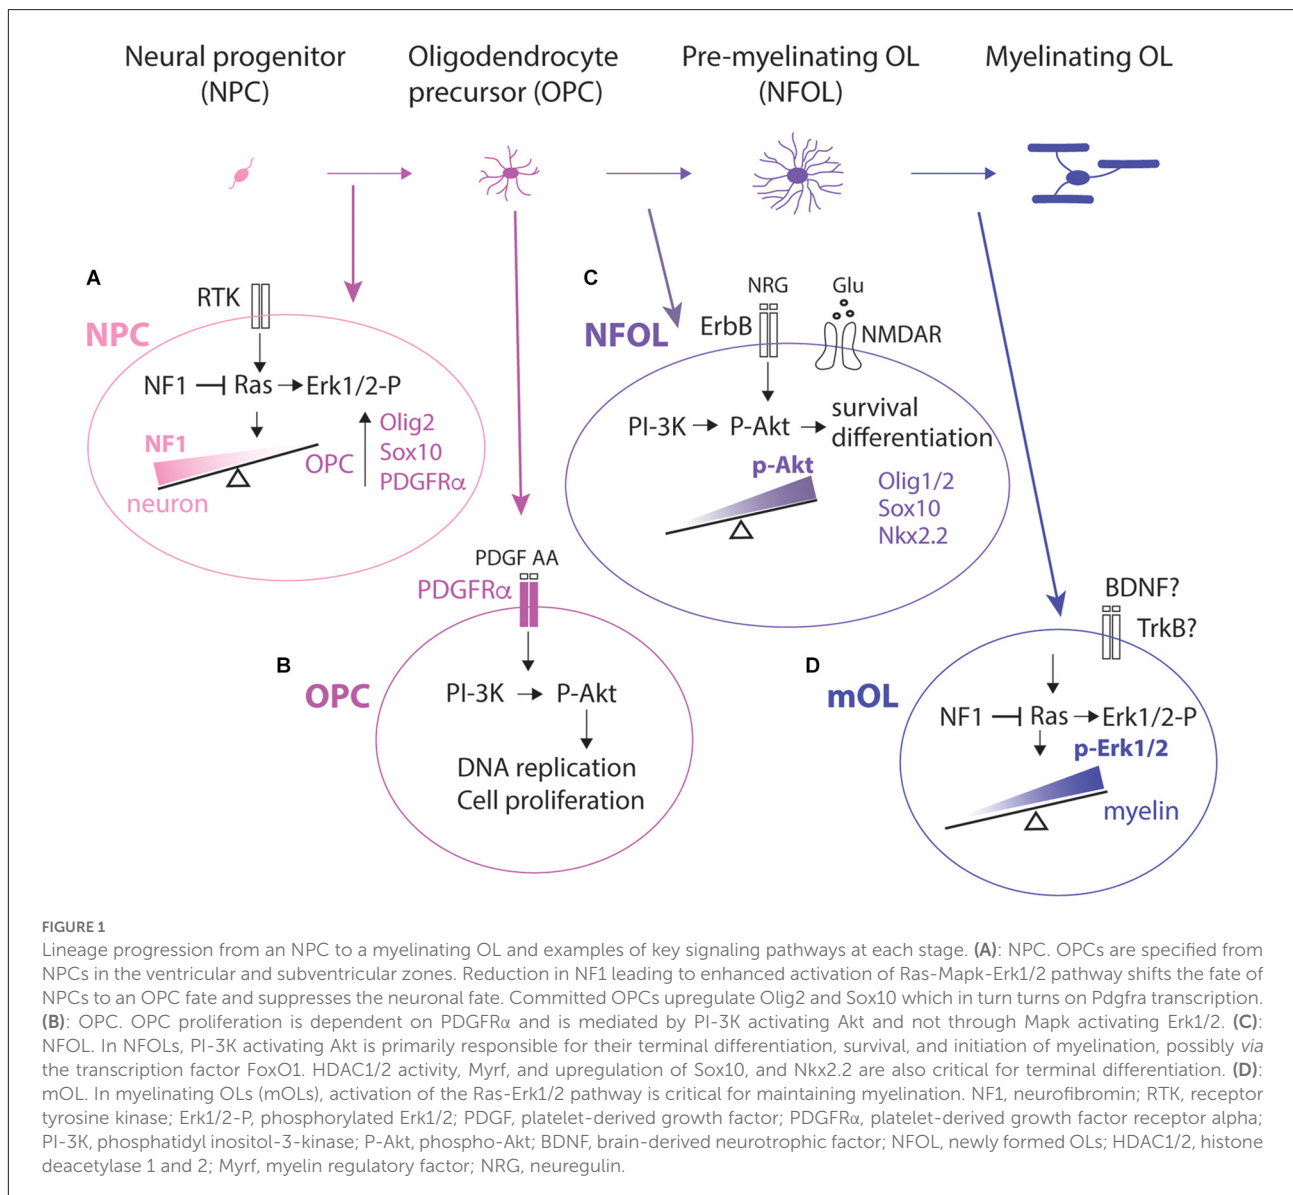 Neural progenitor
(NPC)
Oligodendrocyte
precursor (OPC)
Pre-myelinating OL
(NFOL)
Myelinating OL
A
RTK
NPC
NF1
Ras
Erk1/2-P
NF1
OPC
neuron
Olig2
Sox10
PDGFRα
C
NRG
Glu
ErbB
NMDAR
NFOL
PI-3K
P-Akt
survival
differentiation
p-Akt
Olig1/2
Sox10
Nkx2.2
PDGF AA
PDGFRα
B
OPC
PI-3K
P-Akt
DNA replication
Cell proliferation
BDNF?
TrkB?
D
mOL
NF1
Ras
Erk1/2-P
p-Erk1/2
myelin
FIGURE 1
Lineage progression from an NPC to a myelinating OL and examples of key signaling pathways at each stage. (A): NPC. OPCs are specified from
NPCs in the ventricular and subventricular zones. Reduction in NF1 leading to enhanced activation of Ras-Mapk-Erk1/2 pathway shifts the fate of
NPCs to an OPC fate and suppresses the neuronal fate. Committed OPCs upregulate Olig2 and Sox10 which in turn turns on Pdgfra transcription.
(B): OPC. OPC proliferation is dependent on PDGFRα and is mediated by PI-3K activating Akt and not through Mapk activating Erk1/2. (C):
NFOL. In NFOLs, PI-3K activating Akt is primarily responsible for their terminal differentiation, survival, and initiation of myelination, possibly via
the transcription factor FoxO1. HDAC1/2 activity, Myrf, and upregulation of Sox10, and Nkx2.2 are also critical for terminal differentiation. (D):
mOL. In myelinating OLs (mOLs), activation of the Ras-Erk1/2 pathway is critical for maintaining myelination. NF1, neurofibromin; RTK, receptor
tyrosine kinase; Erk1/2-P, phosphorylated Erk1/2; PDGF, platelet-derived growth factor; PDGFRα, platelet-derived growth factor receptor alpha;
PI-3K, phosphatidyl inositol-3-kinase; P-Akt, phospho-Akt; BDNF, brain-derived neurotrophic factor; NFOL, newly formed OLs; HDAC1/2, histone
deacetylase 1 and 2; Myrf, myelin regulatory factor; NRG, neuregulin.